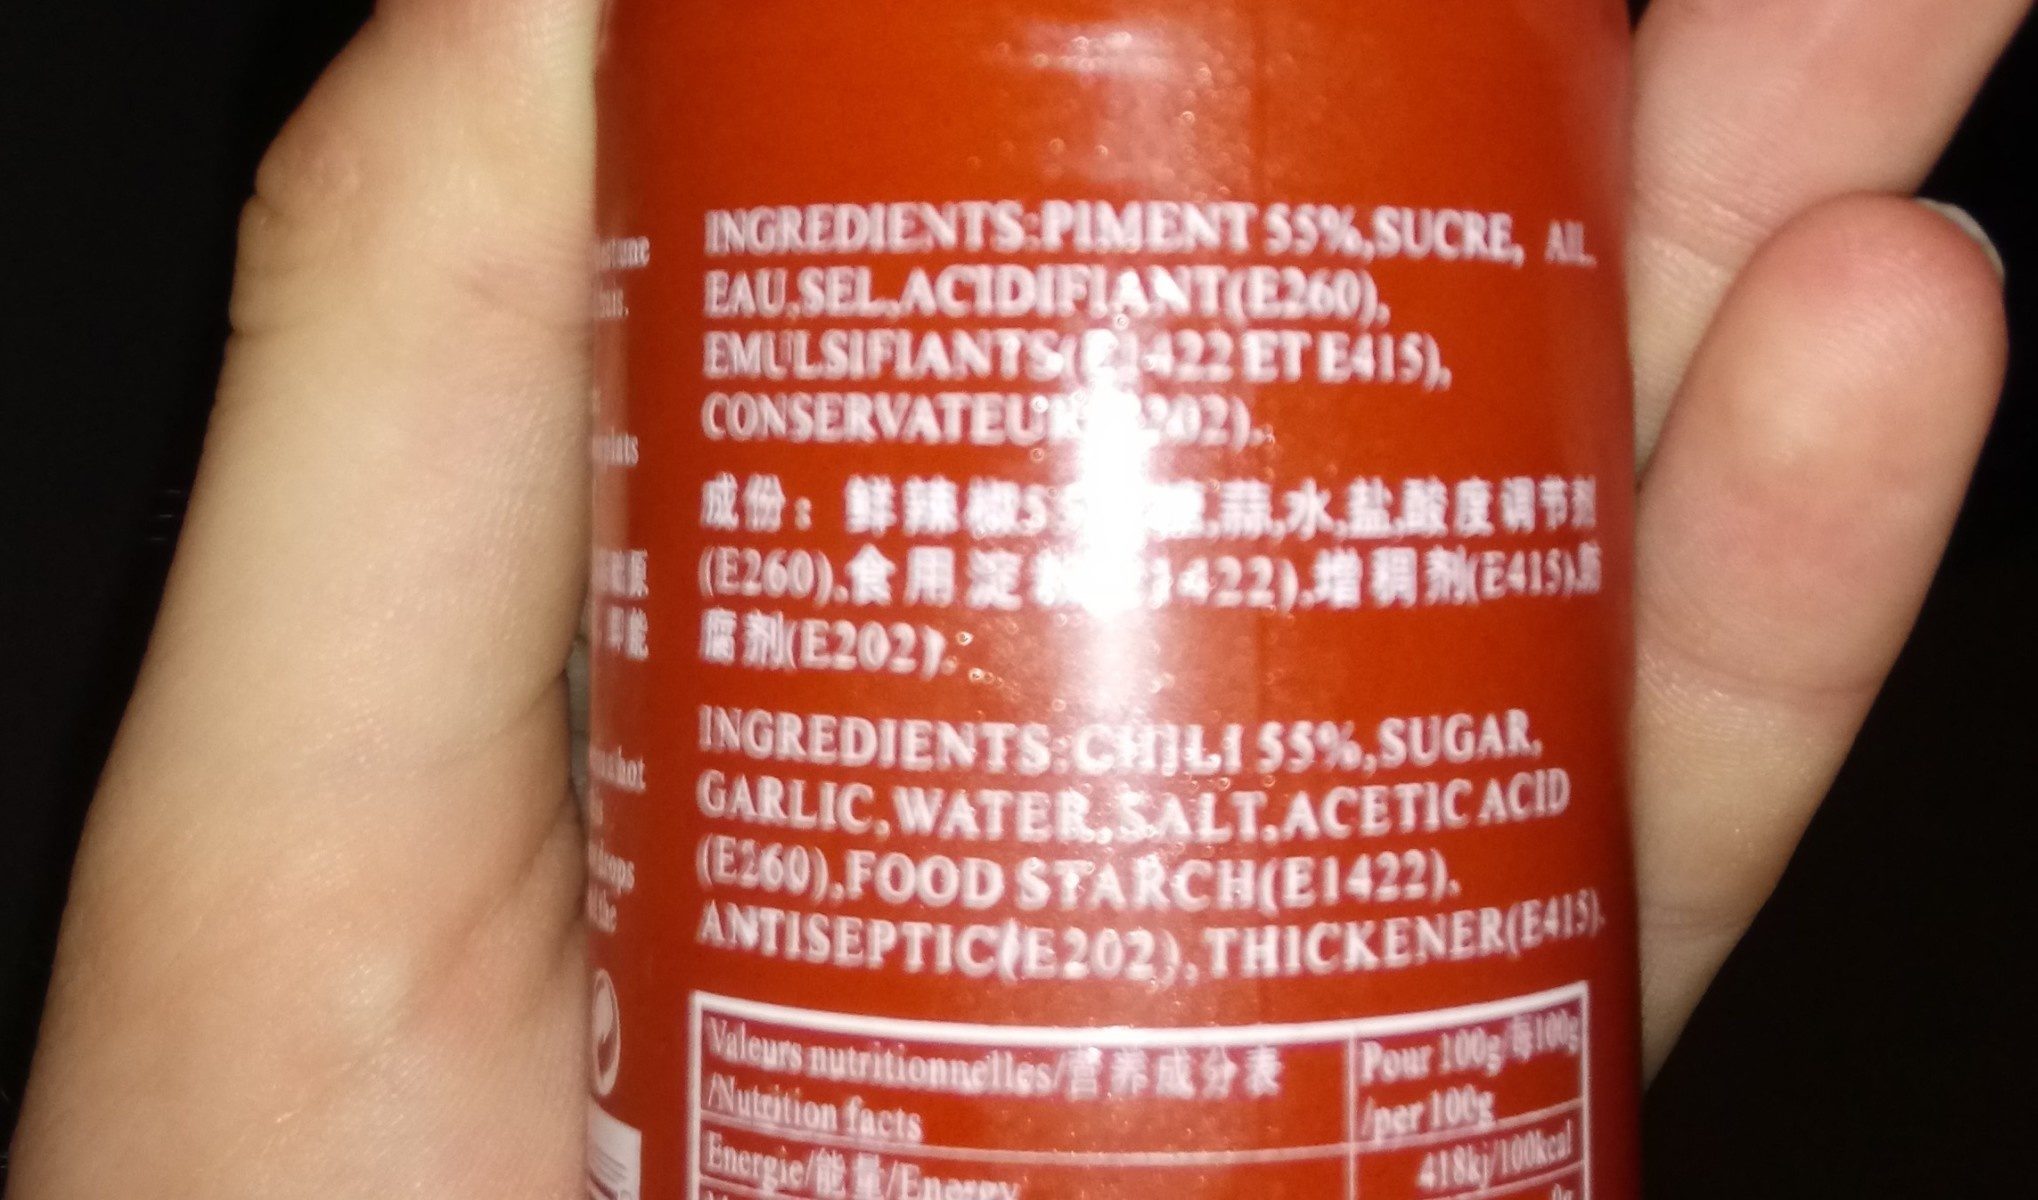 INGREDIENTS:PIMENT 55%,SUCRE, AIL
EAU,SEL,ACIDIFIANT(E260),
EMULSIFIANTS(E1422 ET E415),
CONSERVATEUR(E202).
成份: 鲜辣椒 蒜,水,盐,酸度调节剂
(E260),食用淀粉(E1422),增稠剂(E415),防
腐剂(E202).
INGREDIENTS:CHILI 55%,SUGAR,
GARLIC,WATER,SALT,ACETIC ACID
(E260),FOOD STARCH(E1422),
ANTISEPTIC(E202),THICKENER(E415).
Valeurs nutritionnelles/营养成分表
/Nutrition facts
Pour 100g/每100g
/per 100g
Energie/能量/Energy
418kj/100kcal